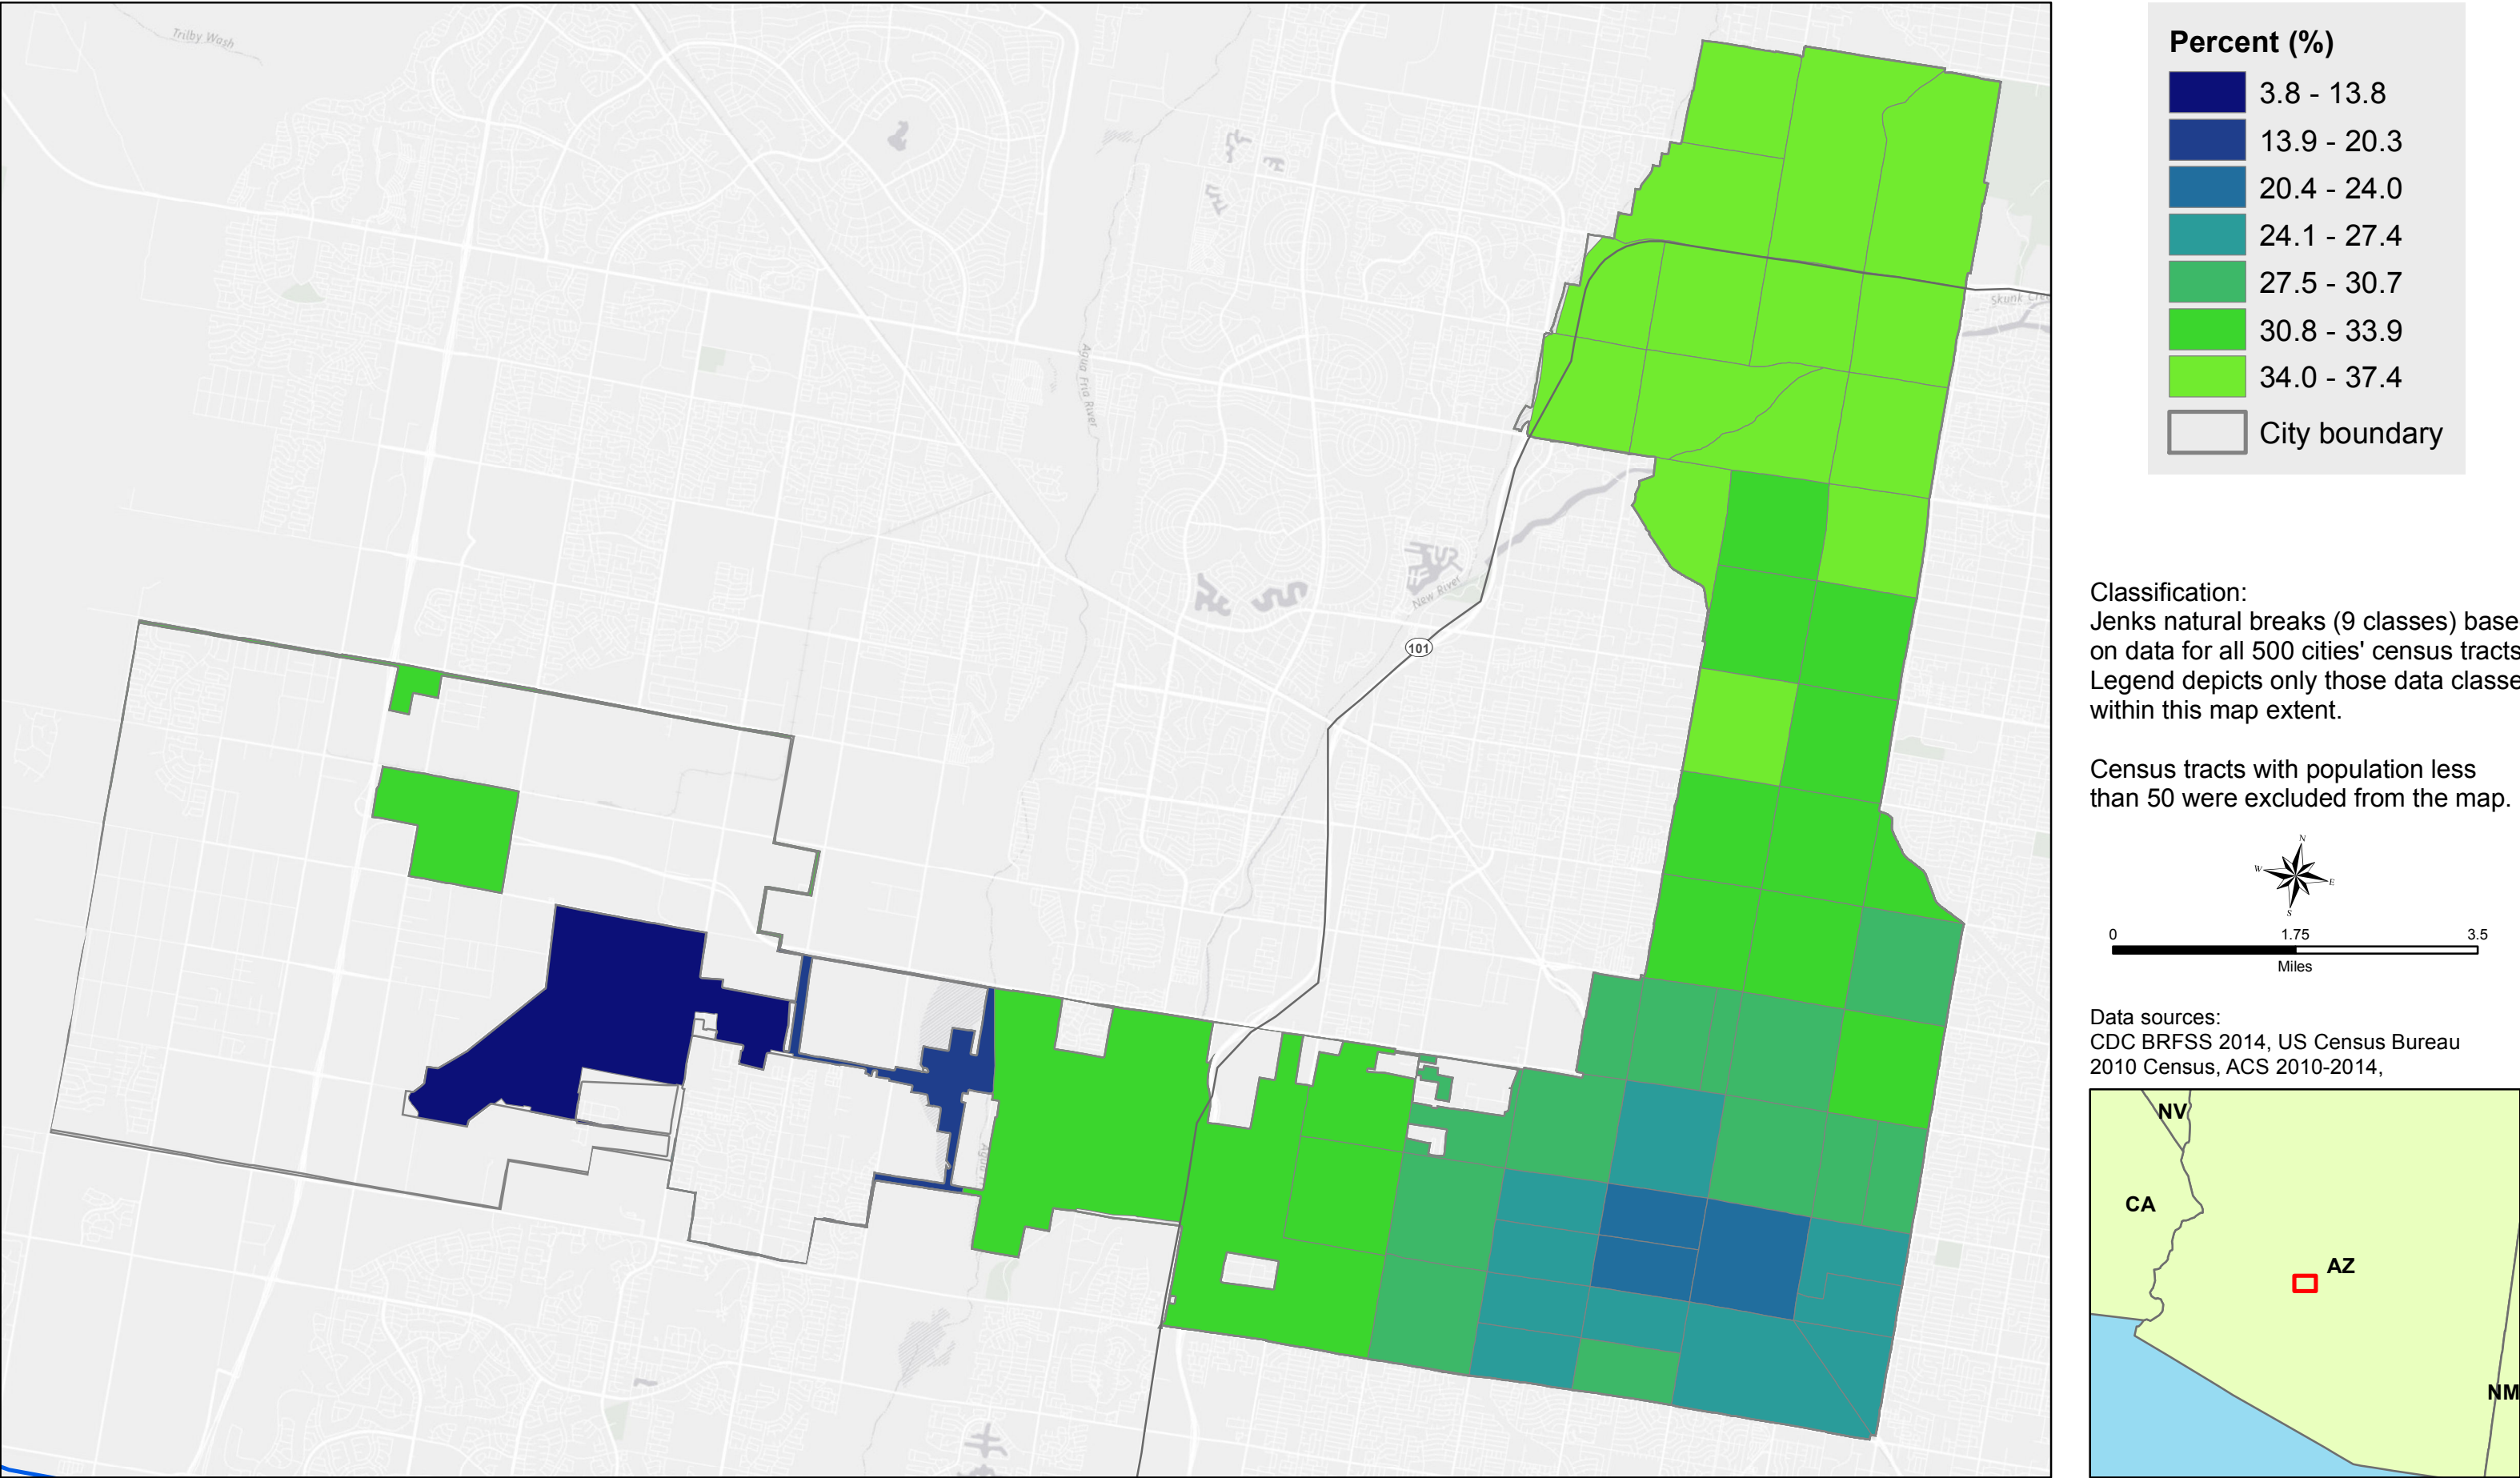 Trilby Wash
Agua Fria River
New River
Skunk Cree
101
Agua
Percent (%)
3.8 - 13.8
13.9 - 20.3
20.4 - 24.0
24.1 - 27.4
27.5 - 30.7
30.8 - 33.9
34.0 - 37.4
City boundary
Classification:
Jenks natural breaks (9 classes) base
on data for all 500 cities' census tracts
Legend depicts only those data classe
within this map extent.
Census tracts with population less
than 50 were excluded from the map.
N
W E
S
0 1.75 3.5
Miles
Data sources:
CDC BRFSS 2014, US Census Bureau
2010 Census, ACS 2010-2014,
NV
CA
AZ
NM